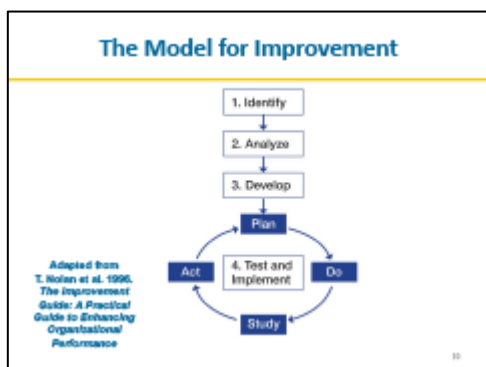 The Model for Improvement
1. Identify
2. Analyze
3. Develop
Plan
Act
4. Test and
Implement
Do
Study
Adapted from
T. Nolan et al. 1996.
The Improvement
Guide: A Practical
Guide to Enhancing
Organizational
Performance